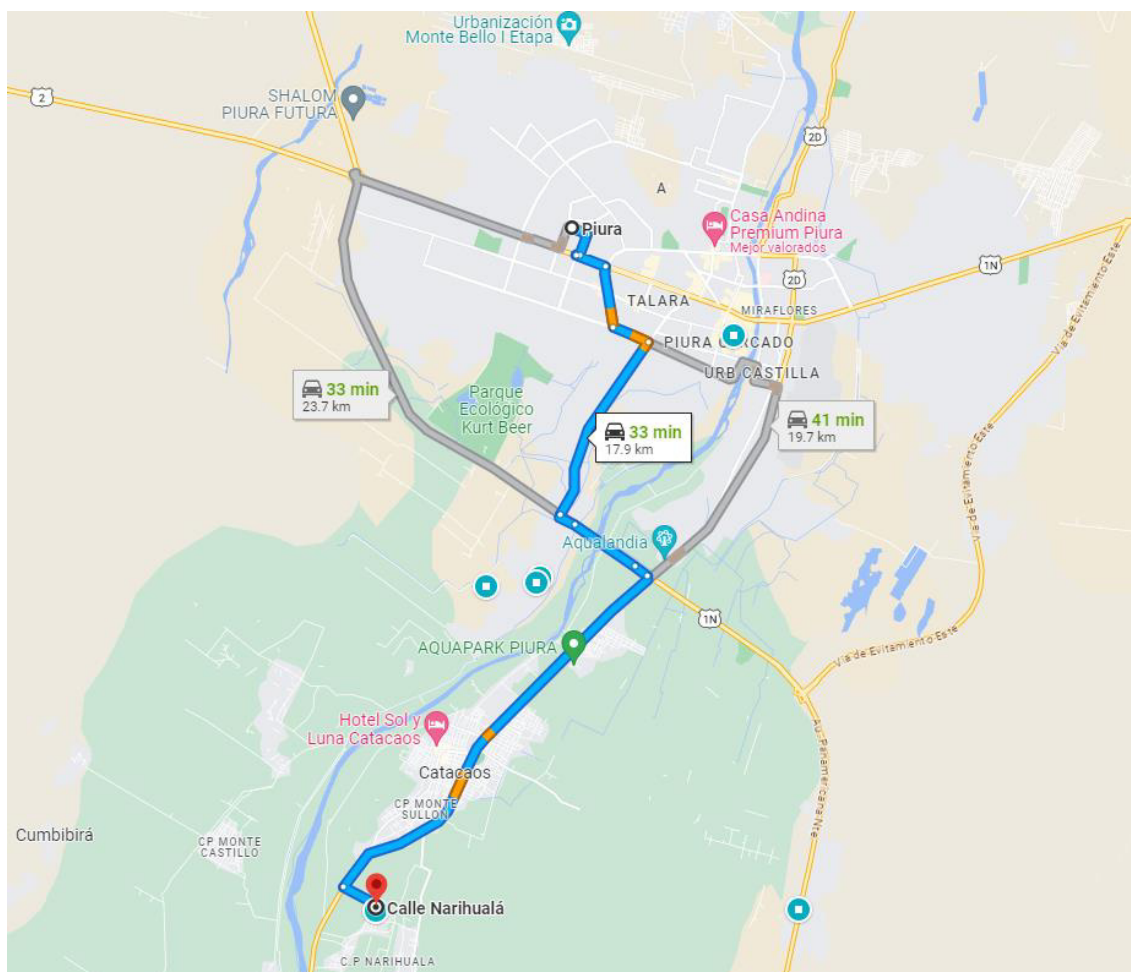 Urbanización
Monte Bello I Etapa
2
SHALOM
PIURA FUTURA
2D
A
Casa Andina
Premium Piura
Mejor valorados
Piura
1N
2D
TALARA
MIRAFLORES
PIURA CERCADO
URB CASTILLA
Vía de Evitamiento Este
33 min
23.7 km
Parque
Ecológico
Kurt Beer
33 min
17.9 km
41 min
19.7 km
Vía de Evitamiento Este
Aqualandia
1N
AQUAPARK PIURA
Vía de Evitamiento Este
Hotel Sol y
Luna Catacaos
Catacaos
Au. Panamericana Nte
CP MONTE
SULLON
Cumbibirá
CP MONTE
CASTILLO
Calle Narihualá
C.P NARIHUALA